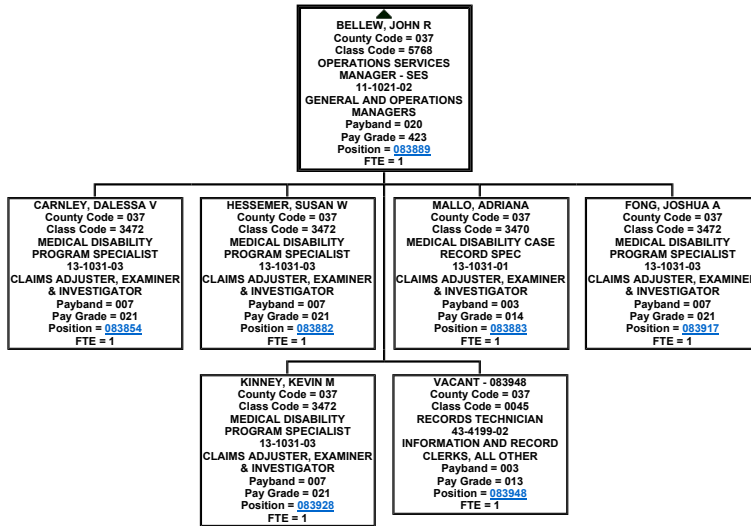 BELLEW, JOHN R
County Code = 037
Class Code = 5768
OPERATIONS SERVICES
MANAGER - SES
11-1021-02
GENERAL AND OPERATIONS
MANAGERS
Payband = 020
Pay Grade = 423
Position = 083889
FTE = 1
CARNLEY, DALESSA V
County Code = 037
Class Code = 3472
MEDICAL DISABILITY
PROGRAM SPECIALIST
13-1031-03
CLAIMS ADJUSTER, EXAMINER
& INVESTIGATOR
Payband = 007
Pay Grade = 021
Position = 083854
FTE = 1
HESSEMER, SUSAN W
County Code = 037
Class Code = 3472
MEDICAL DISABILITY
PROGRAM SPECIALIST
13-1031-03
CLAIMS ADJUSTER, EXAMINER
& INVESTIGATOR
Payband = 007
Pay Grade = 021
Position = 083882
FTE = 1
MALLO, ADRIANA
County Code = 037
Class Code = 3470
MEDICAL DISABILITY CASE
RECORD SPEC
13-1031-01
CLAIMS ADJUSTER, EXAMINER
& INVESTIGATOR
Payband = 003
Pay Grade = 014
Position = 083883
FTE = 1
FONG, JOSHUA A
County Code = 037
Class Code = 3472
MEDICAL DISABILITY
PROGRAM SPECIALIST
13-1031-03
CLAIMS ADJUSTER, EXAMINER
& INVESTIGATOR
Payband = 007
Pay Grade = 021
Position = 083917
FTE = 1
KINNEY, KEVIN M
County Code = 037
Class Code = 3472
MEDICAL DISABILITY
PROGRAM SPECIALIST
13-1031-03
CLAIMS ADJUSTER, EXAMINER
& INVESTIGATOR
Payband = 007
Pay Grade = 021
Position = 083928
FTE = 1
VACANT - 083948
County Code = 037
Class Code = 0045
RECORDS TECHNICIAN
43-4199-02
INFORMATION AND RECORD
CLERKS, ALL OTHER
Payband = 003
Pay Grade = 013
Position = 083948
FTE = 1